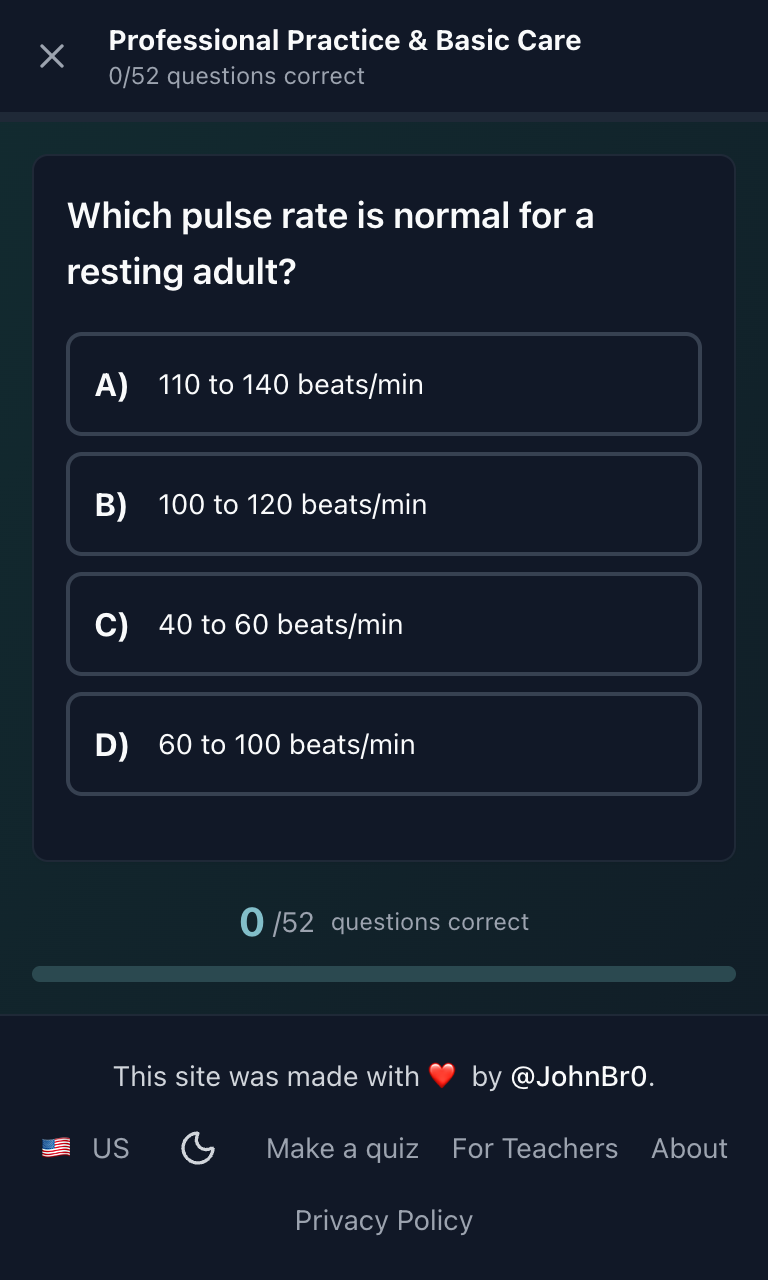 Professional Practice & Basic Care
0/52 questions correct
Which pulse rate is normal for a
resting adult?
A) 110 to 140 beats/min
B) 100 to 120 beats/min
C) 40 to 60 beats/min
D) 60 to 100 beats/min
0 /52 questions correct
This site was made with ❤️ by @JohnBr0.
🇺🇸 US Make a quiz For Teachers About
Privacy Policy